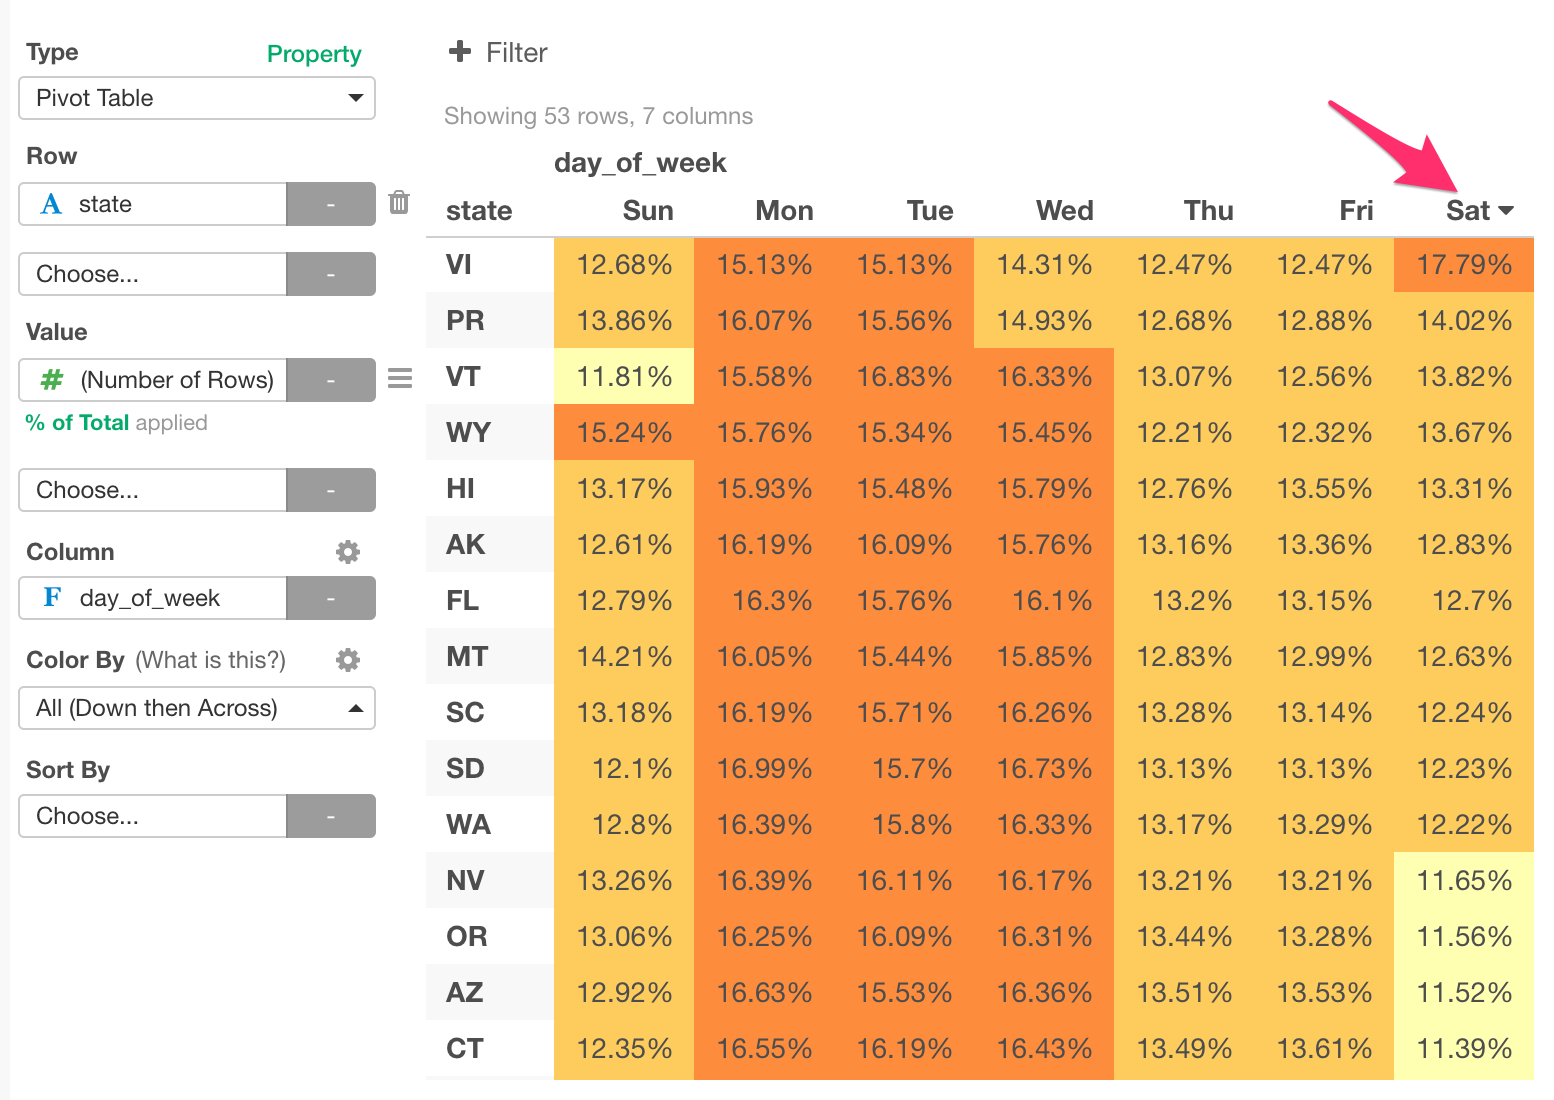 Type Property
Pivot Table
Row
A state -
Choose... -
Value
# (Number of Rows) -
% of Total applied
Choose... -
Column
F day_of_week -
Color By (What is this?)
All (Down then Across)
Sort By
Choose... -
+ Filter
Showing 53 rows, 7 columns
day_of_week
state Sun Mon Tue Wed Thu Fri Sat
VI 12.68% 15.13% 15.13% 14.31% 12.47% 12.47% 17.79%
PR 13.86% 16.07% 15.56% 14.93% 12.68% 12.88% 14.02%
VT 11.81% 15.58% 16.83% 16.33% 13.07% 12.56% 13.82%
WY 15.24% 15.76% 15.34% 15.45% 12.21% 12.32% 13.67%
HI 13.17% 15.93% 15.48% 15.79% 12.76% 13.55% 13.31%
AK 12.61% 16.19% 16.09% 15.76% 13.16% 13.36% 12.83%
FL 12.79% 16.3% 15.76% 16.1% 13.2% 13.15% 12.7%
MT 14.21% 16.05% 15.44% 15.85% 12.83% 12.99% 12.63%
SC 13.18% 16.19% 15.71% 16.26% 13.28% 13.14% 12.24%
SD 12.1% 16.99% 15.7% 16.73% 13.13% 13.13% 12.23%
WA 12.8% 16.39% 15.8% 16.33% 13.17% 13.29% 12.22%
NV 13.26% 16.39% 16.11% 16.17% 13.21% 13.21% 11.65%
OR 13.06% 16.25% 16.09% 16.31% 13.44% 13.28% 11.56%
AZ 12.92% 16.63% 15.53% 16.36% 13.51% 13.53% 11.52%
CT 12.35% 16.55% 16.19% 16.43% 13.49% 13.61% 11.39%